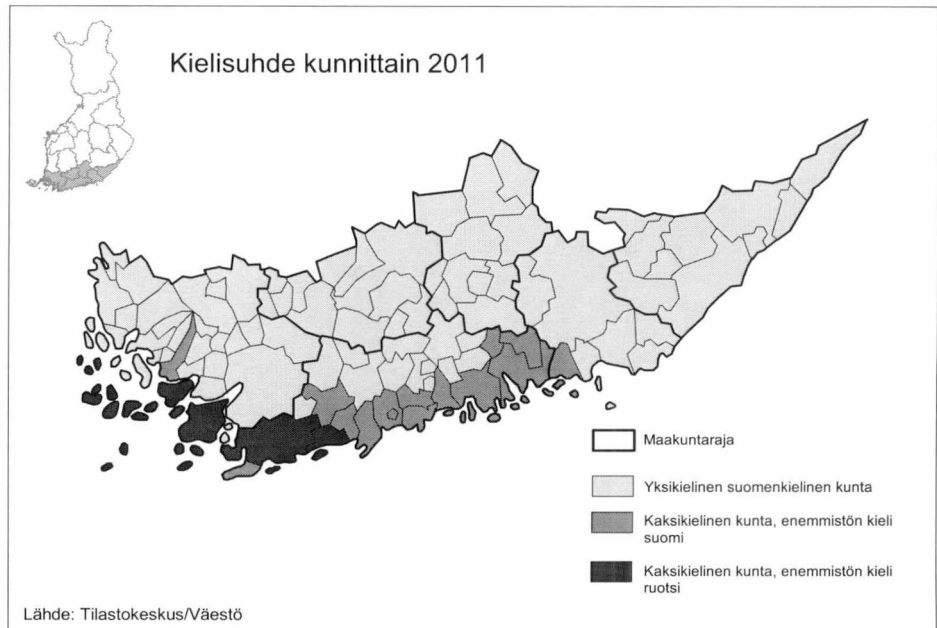 Kielisuhde kunnittain 2011
Maakuntaraja
Yksikielinen suomenkielinen kunta
Kaksikielinen kunta, enemmistön kieli
suomi
Kaksikielinen kunta, enemmistön kieli
ruotsi
Lähde: Tilastokeskus/Väestö